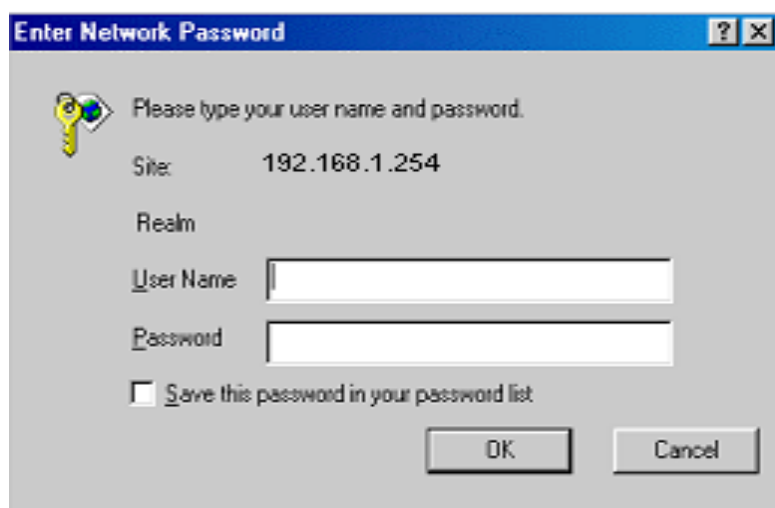 Enter Network Password
Please type your user name and password.
Site: 192.168.1.254
Realm
User Name
Password
Save this password in your password list
OK Cancel